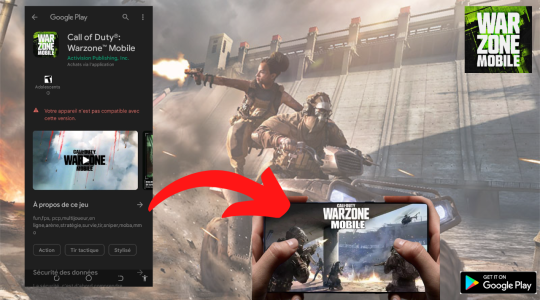 Google Play
Call of Duty®:
Warzone™ Mobile
Activision Publishing, Inc.
Achats via l'application
Adolescents
Votre appareil n'est pas compatible avec
cette version.
CALL OF DUTY
WARZONE
MOBILE
À propos de ce jeu
fun,fps, pcp,multijoueur,en
ligne,anims,strategie,survie,tir,sniper,moba,mm
o
Action
Tir tactique
Stylisé
Sécurité des données
WAR
ZONE
MOBILE
CALL OF DUTY
WARZONE
MOBILE
GET IT ON
Google Play